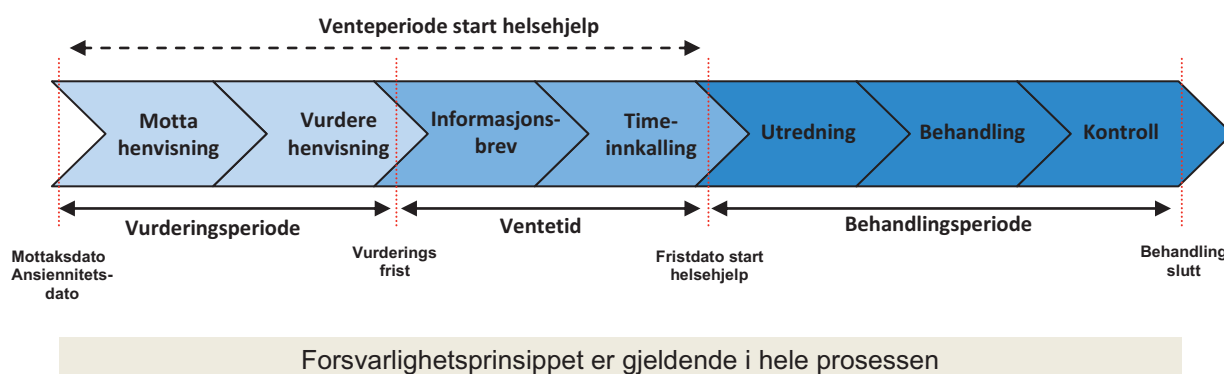 Venteperiode start helsehjelp
Motta
henvisning
Vurdere
henvisning
Informasjons-
brev
Time-
innkalling
Utredning
Behandling
Kontroll
Vurderingsperiode
Ventetid
Behandlingsperiode
Mottaksdato
Ansiennitets-
dato
Vurderings
frist
Fristdato start
helsehjelp
Behandling
slutt
Forsvarlighetsprinsippet er gjeldende i hele prosessen